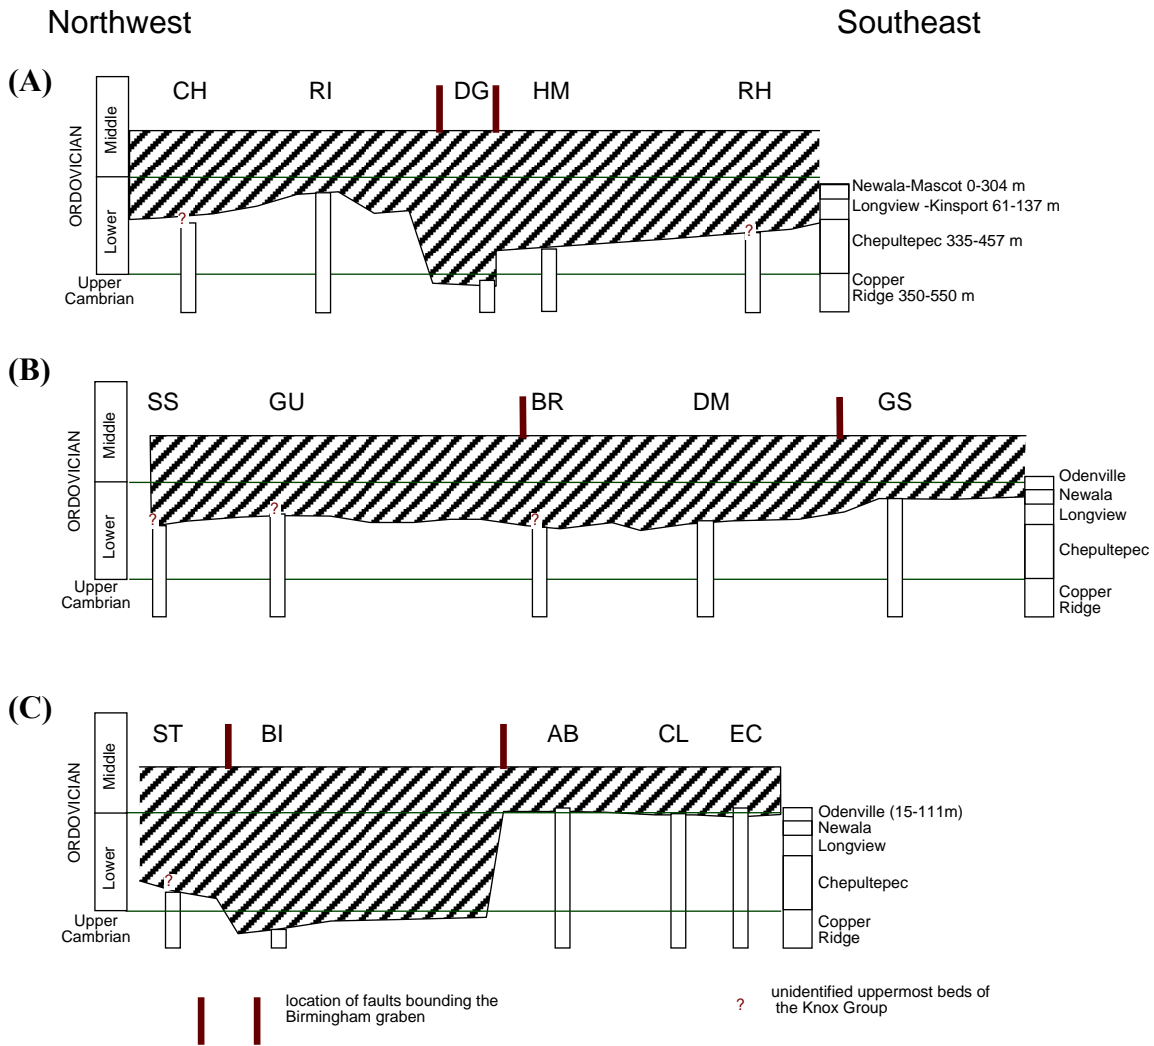 Northwest Southeast
(A)
CH RI DG HM RH
ORDOVICIAN
Middle
Lower
Upper
Cambrian
?
?
Newala-Mascot 0-304 m
Longview -Kinsport 61-137 m
Chepultepec 335-457 m
Copper
Ridge 350-550 m
(B)
SS GU BR DM GS
ORDOVICIAN
Middle
Lower
Upper
Cambrian
?
?
?
Odenville
Newala
Longview
Chepultepec
Copper
Ridge
(C)
ST BI AB CL EC
ORDOVICIAN
Middle
Lower
Upper
Cambrian
?
Odenville (15-111m)
Newala
Longview
Chepultepec
Copper
Ridge
location of faults bounding the
Birmingham graben
? unidentified uppermost beds of
the Knox Group